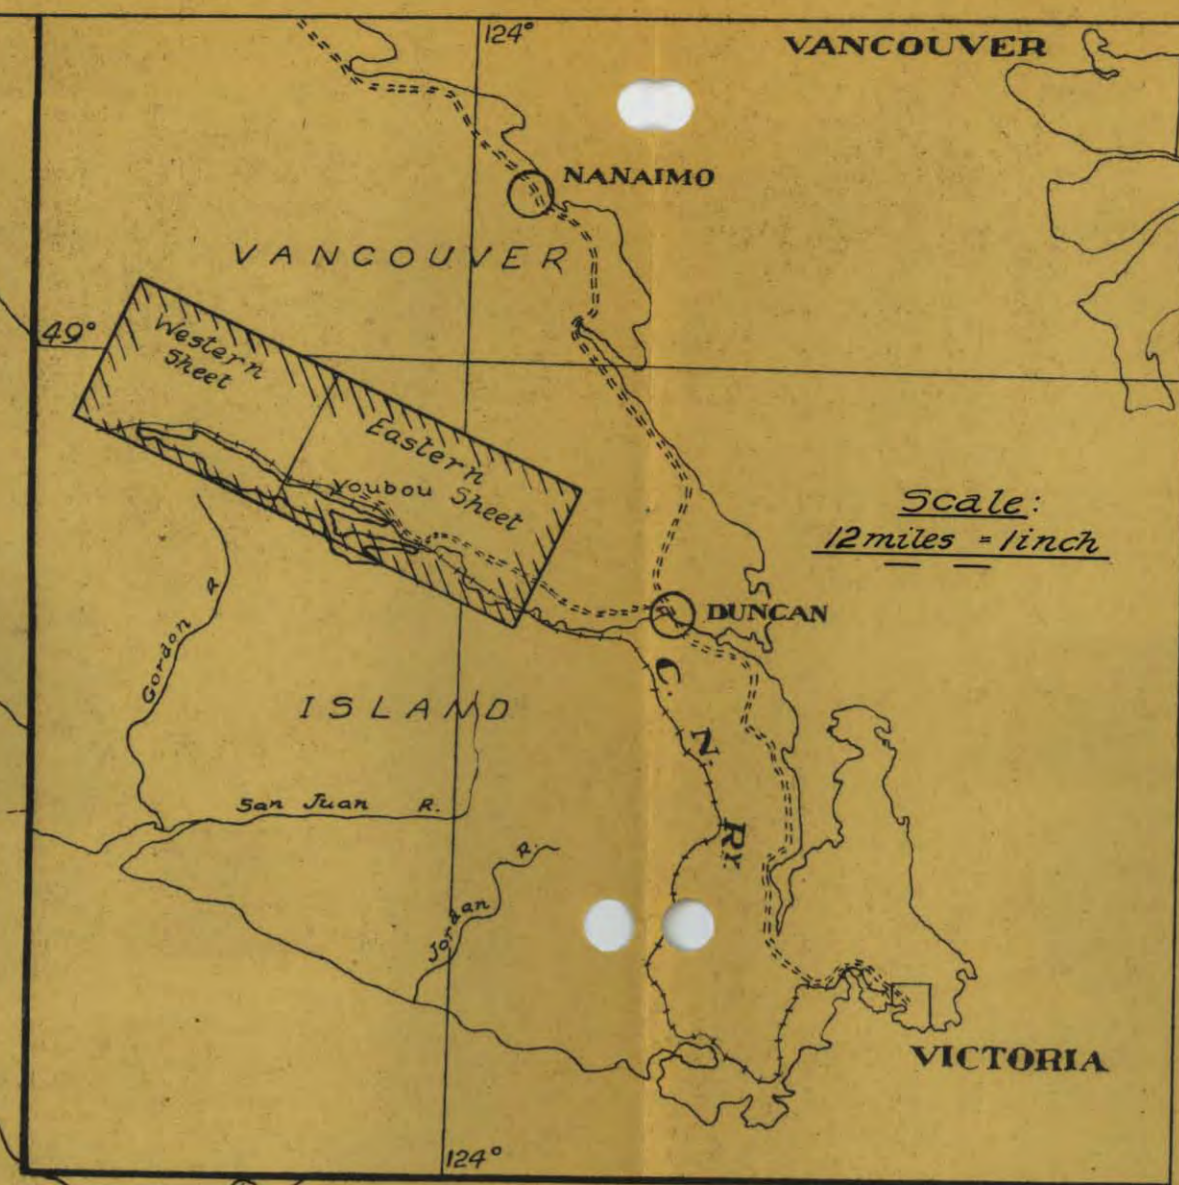 124°
VANCOUVER
NANAIMO
VANCOUVER
49°
Western
Sheet
Eastern
Youbou Sheet
Scale:
12 miles = 1 inch
DUNCAN
Gordon R
C. N. Ry.
ISLAND
San Juan R.
Jordan R.
VICTORIA
124°